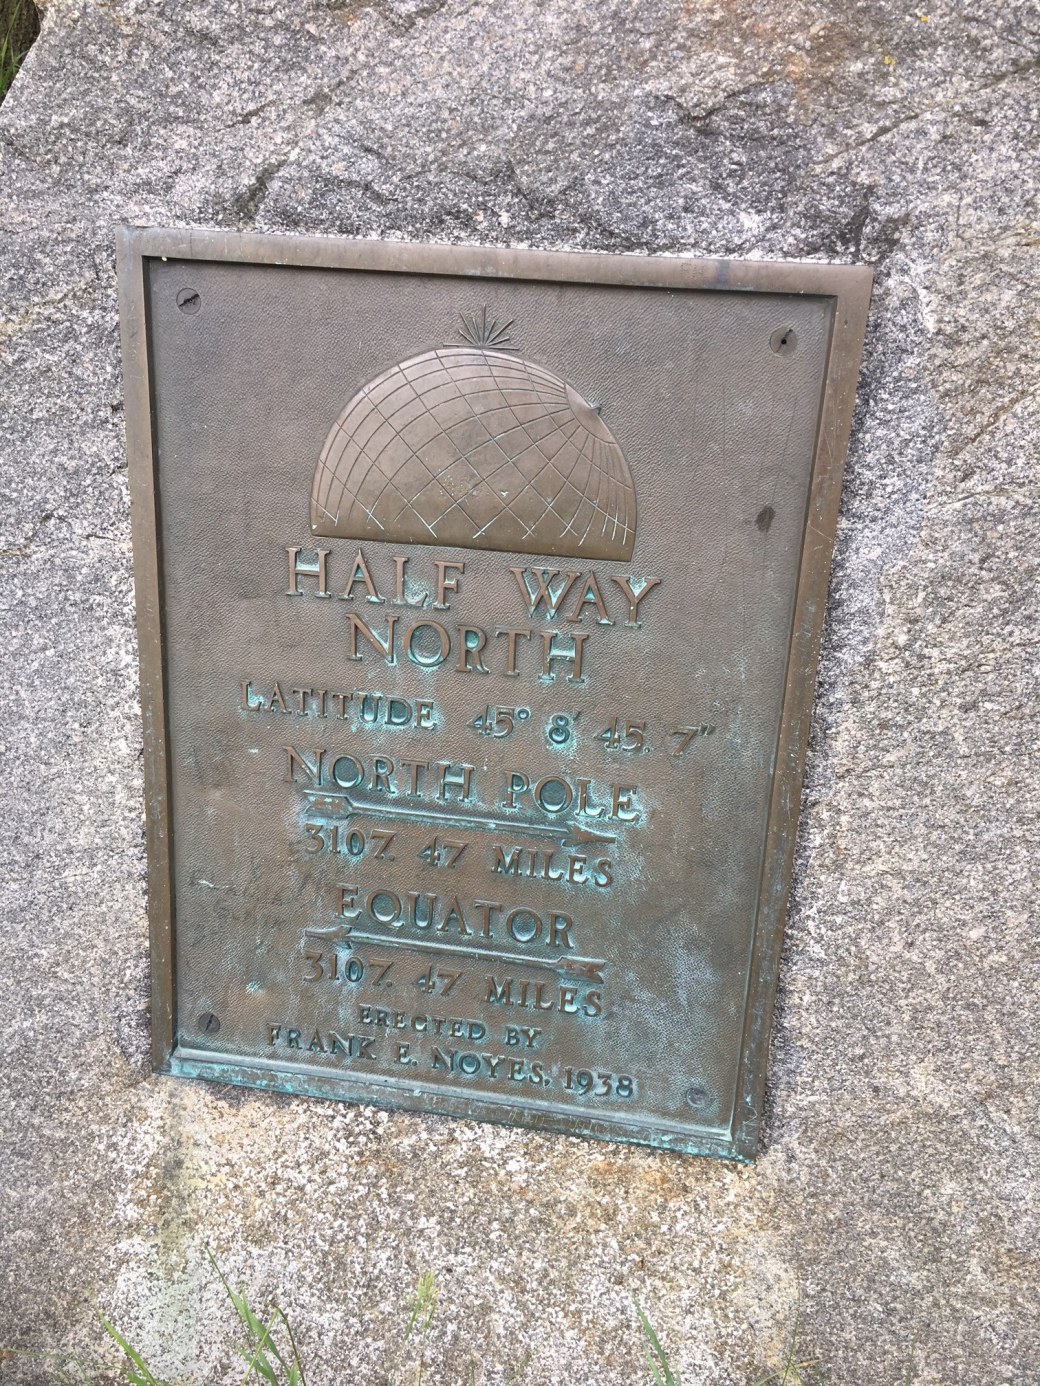 HALF WAY
NORTH
LATITUDE 45° 8' 45. 7"
NORTH POLE
3107. 47 MILES
EQUATOR
3107. 47 MILES
ERECTED BY
FRANK E. NOYES. 1938